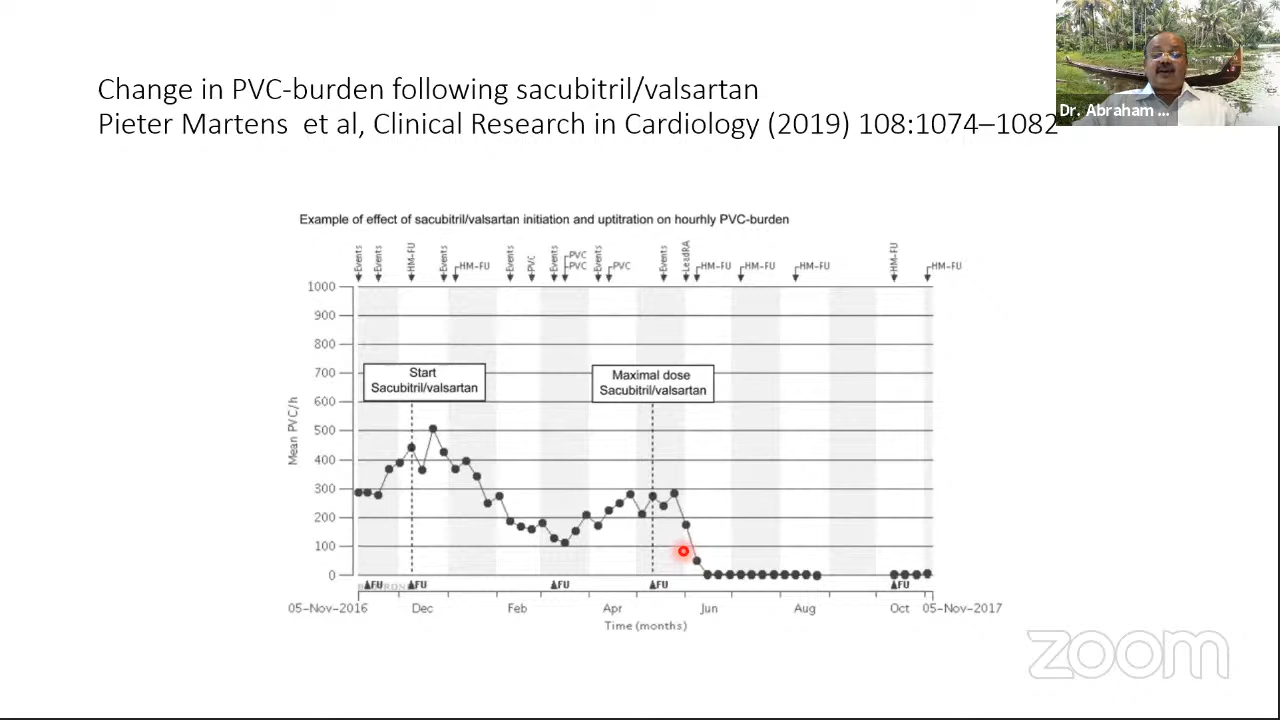 Change in PVC-burden following sacubitril/valsartan
Pieter Martens et al, Clinical Research in Cardiology (2019) 108:1074–1082
Dr. Abraham ...
Example of effect of sacubitril/valsartan initiation and uptitration on hourhly PVC-burden
Events
Events
HM-FU
Events
HM-FU
Events
PVC
Events
PVC
PVC
Events
PVC
Events
LeadRA
HM-FU
HM-FU
HM-FU
HM-FU
HM-FU
1000
900
800
700
600
500
400
300
200
100
0
Mean PVC/h
Start
Sacubitril/valsartan
Maximal dose
Sacubitril/valsartan
FU
FU
FU
FU
FU
05-Nov-2016
Dec
Feb
Apr
Jun
Aug
Oct
05-Nov-2017
Time (months)
zoom